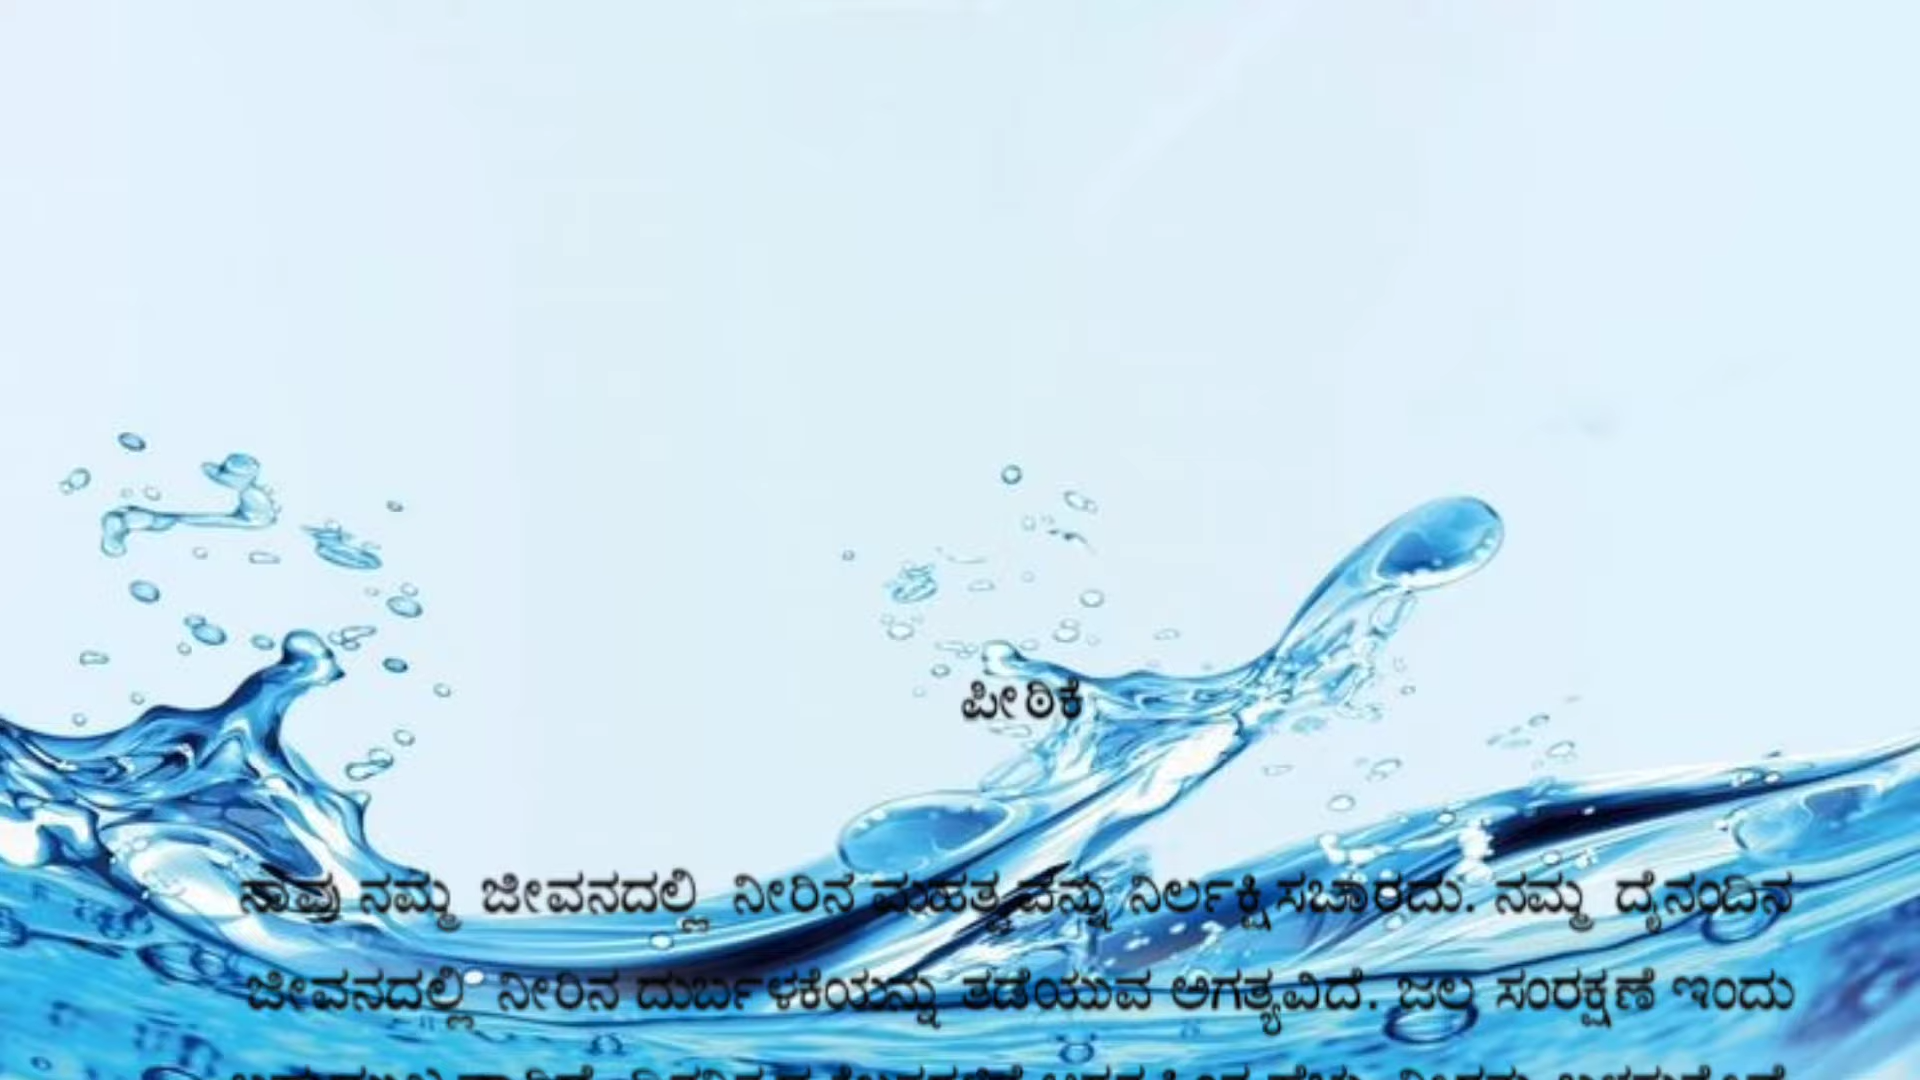 ಪೀಠಿಕೆ
ನಾವು ನಮ್ಮ ಜೀವನದಲ್ಲಿ ನೀರಿನ ಮಹತ್ವವನ್ನು ನಿರ್ಲಕ್ಷಿಸಬಾರದು. ನಮ್ಮ ದೈನಂದಿನ
ಜೀವನದಲ್ಲಿ ನೀರಿನ ದುರ್ಬಳಕೆಯನ್ನು ತಡೆಯುವ ಅಗತ್ಯವಿದೆ. ಜಲ ಸಂರಕ್ಷಣೆ ಇಂದು